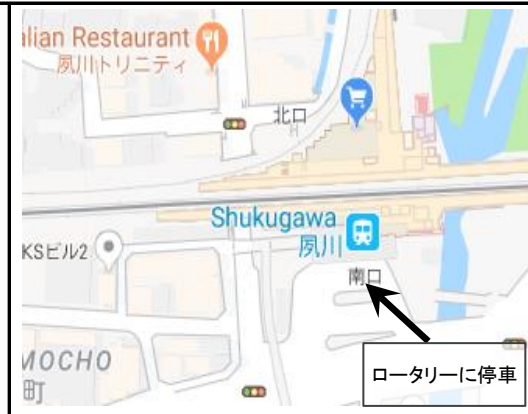 alian Restaurant
夙川トリニティ
北口
Shukugawa
夙川
KSビル2
南口
MOCHO
町
ロータリーに停車